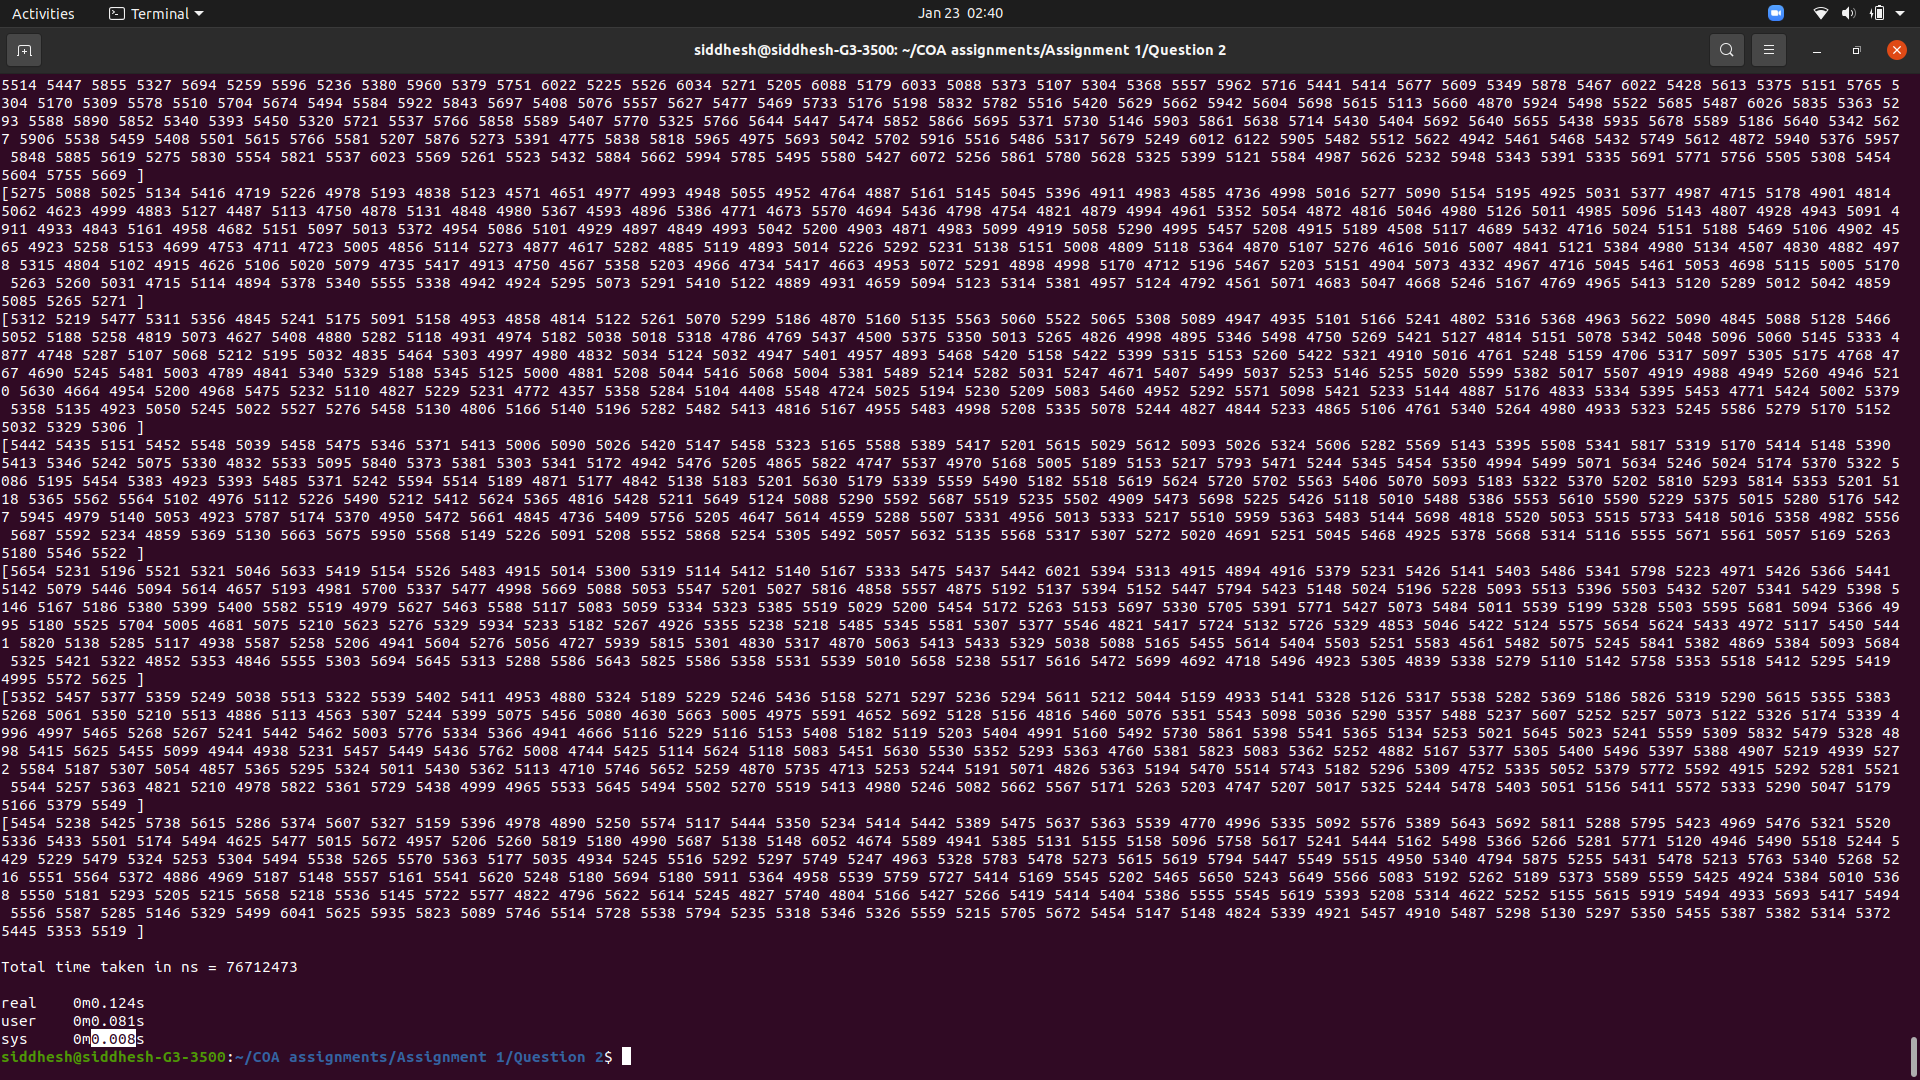 Activities
Terminal
Jan 23 02:40
siddhesh@siddhesh-G3-3500: ~/COA assignments/Assignment 1/Question 2
5514 5447 5855 5327 5694 5259 5596 5236 5380 5960 5379 5751 6022 5225 5526 6034 5271 5205 6088 5179 6033 5088 5373 5107 5304 5368 5557 5962 5716 5441 5414 5677 5609 5349 5878 5467 6022 5428 5613 5375 5151 5765 5
304 5170 5309 5578 5510 5704 5674 5494 5584 5922 5843 5697 5408 5076 5557 5627 5477 5469 5733 5176 5198 5832 5782 5516 5420 5629 5662 5942 5604 5698 5615 5113 5660 4870 5924 5498 5522 5685 5487 6026 5835 5363 52
93 5588 5890 5852 5340 5393 5450 5320 5721 5537 5766 5858 5589 5407 5770 5325 5766 5644 5447 5474 5852 5866 5695 5371 5730 5146 5903 5861 5638 5714 5430 5404 5692 5640 5655 5438 5935 5678 5589 5186 5640 5342 562
7 5906 5538 5459 5408 5501 5615 5766 5581 5207 5876 5273 5391 4775 5838 5818 5965 4975 5693 5042 5702 5916 5516 5486 5317 5679 5249 6012 6122 5905 5482 5512 5622 4942 5461 5468 5432 5749 5612 4872 5940 5376 5957
5848 5885 5619 5275 5830 5554 5821 5537 6023 5569 5261 5523 5432 5884 5662 5994 5785 5495 5580 5427 6072 5256 5861 5780 5628 5325 5399 5121 5584 4987 5626 5232 5948 5343 5391 5335 5691 5771 5756 5505 5308 5454
5604 5755 5669 ]
[5275 5088 5025 5134 5416 4719 5226 4978 5193 4838 5123 4571 4651 4977 4993 4948 5055 4952 4764 4887 5161 5145 5045 5396 4911 4983 4585 4736 4998 5016 5277 5090 5154 5195 4925 5031 5377 4987 4715 5178 4901 4814
5062 4623 4999 4883 5127 4487 5113 4750 4878 5131 4848 4980 5367 4593 4896 5386 4771 4673 5570 4694 5436 4798 4754 4821 4879 4994 4961 5352 5054 4872 4816 5046 4980 5126 5011 4985 5096 5143 4807 4928 4943 5091 4
911 4933 4843 5161 4958 4682 5151 5097 5013 5372 4954 5086 5101 4929 4897 4849 4993 5042 5200 4903 4871 4983 5099 4919 5058 5290 4995 5457 5208 4915 5189 4508 5117 4689 5432 4716 5024 5151 5188 5469 5106 4902 45
65 4923 5258 5153 4699 4753 4711 4723 5005 4856 5114 5273 4877 4617 5282 4885 5119 4893 5014 5226 5292 5231 5138 5151 5008 4809 5118 5364 4870 5107 5276 4616 5016 5007 4841 5121 5384 4980 5134 4507 4830 4882 497
8 5315 4804 5102 4915 4626 5106 5020 5079 4735 5417 4913 4750 4567 5358 5203 4966 4734 5417 4663 4953 5072 5291 4898 4998 5170 4712 5196 5467 5203 5151 4904 5073 4332 4967 4716 5045 5461 5053 4698 5115 5005 5170
5263 5260 5031 4715 5114 4894 5378 5340 5555 5338 4942 4924 5295 5073 5291 5410 5122 4889 4931 4659 5094 5123 5314 5381 4957 5124 4792 4561 5071 4683 5047 4668 5246 5167 4769 4965 5413 5120 5289 5012 5042 4859
5085 5265 5271 ]
[5312 5219 5477 5311 5356 4845 5241 5175 5091 5158 4953 4858 4814 5122 5261 5070 5299 5186 4870 5160 5135 5563 5060 5522 5065 5308 5089 4947 4935 5101 5166 5241 4802 5316 5368 4963 5622 5090 4845 5088 5128 5466
5052 5188 5258 4819 5073 4627 5408 4880 5282 5118 4931 4974 5182 5038 5018 5318 4786 4769 5437 4500 5375 5350 5013 5265 4826 4998 4895 5346 5498 4750 5269 5421 5127 4814 5151 5078 5342 5048 5096 5060 5145 5333 4
877 4748 5287 5107 5068 5212 5195 5032 4835 5464 5303 4997 4980 4832 5034 5124 5032 4947 5401 4957 4893 5468 5420 5158 5422 5399 5315 5153 5260 5422 5321 4910 5016 4761 5248 5159 4706 5317 5097 5305 5175 4768 47
67 4690 5245 5481 5003 4789 4841 5340 5329 5188 5345 5125 5000 4881 5208 5044 5416 5068 5004 5381 5489 5214 5282 5031 5247 4671 5407 5499 5037 5253 5146 5255 5020 5599 5382 5017 5507 4919 4988 4949 5260 4946 521
0 5630 4664 4954 5200 4968 5475 5232 5110 4827 5229 5231 4772 4357 5358 5284 5104 4408 5548 4724 5025 5194 5230 5209 5083 5460 4952 5292 5571 5098 5421 5233 5144 4887 5176 4833 5334 5395 5453 4771 5424 5002 5379
5358 5135 4923 5050 5245 5022 5527 5276 5458 5130 4806 5166 5140 5196 5282 5482 5413 4816 5167 4955 5483 4998 5208 5335 5078 5244 4827 4844 5233 4865 5106 4761 5340 5264 4980 4933 5323 5245 5586 5279 5170 5152
5032 5329 5306 ]
[5442 5435 5151 5452 5548 5039 5458 5475 5346 5371 5413 5006 5090 5026 5420 5147 5458 5323 5165 5588 5389 5417 5201 5615 5029 5612 5093 5026 5324 5606 5282 5569 5143 5395 5508 5341 5817 5319 5170 5414 5148 5390
5413 5346 5242 5075 5330 4832 5533 5095 5840 5373 5381 5303 5341 5172 4942 5476 5205 4865 5822 4747 5537 4970 5168 5005 5189 5153 5217 5793 5471 5244 5345 5454 5350 4994 5499 5071 5634 5246 5024 5174 5370 5322 5
086 5195 5454 5383 4923 5393 5485 5371 5242 5594 5514 5189 4871 5177 4842 5138 5183 5201 5630 5179 5339 5559 5490 5182 5518 5619 5624 5720 5702 5563 5406 5070 5093 5183 5322 5370 5202 5810 5293 5814 5353 5201 51
18 5365 5562 5564 5102 4976 5112 5226 5490 5212 5412 5624 5365 4816 5428 5211 5649 5124 5088 5290 5592 5687 5519 5235 5502 4909 5473 5698 5225 5426 5118 5010 5488 5386 5553 5610 5590 5229 5375 5015 5280 5176 542
7 5945 4979 5140 5053 4923 5787 5174 5370 4950 5472 5661 4845 4736 5409 5756 5205 4647 5614 4559 5288 5507 5331 4956 5013 5333 5217 5510 5959 5363 5483 5144 5698 4818 5520 5053 5515 5733 5418 5016 5358 4982 5556
5687 5592 5234 4859 5369 5130 5663 5675 5950 5568 5149 5226 5091 5208 5552 5868 5254 5305 5492 5057 5632 5135 5568 5317 5307 5272 5020 4691 5251 5045 5468 4925 5378 5668 5314 5116 5555 5671 5561 5057 5169 5263
5180 5546 5522 ]
[5654 5231 5196 5521 5321 5046 5633 5419 5154 5526 5483 4915 5014 5300 5319 5114 5412 5140 5167 5333 5475 5437 5442 6021 5394 5313 4915 4894 4916 5379 5231 5426 5141 5403 5486 5341 5798 5223 4971 5426 5366 5441
5142 5079 5446 5094 5614 4657 5193 4981 5700 5337 5477 4998 5669 5088 5053 5547 5201 5027 5816 4858 5557 4875 5192 5137 5394 5152 5447 5794 5423 5148 5024 5196 5228 5093 5513 5396 5503 5432 5207 5341 5429 5398 5
146 5167 5186 5380 5399 5400 5582 5519 4979 5627 5463 5588 5117 5083 5059 5334 5323 5385 5519 5029 5200 5454 5172 5263 5153 5697 5330 5705 5391 5771 5427 5073 5484 5011 5539 5199 5328 5503 5595 5681 5094 5366 49
95 5180 5525 5704 5005 4681 5075 5210 5623 5276 5329 5934 5233 5182 5267 4926 5355 5238 5218 5485 5345 5581 5307 5377 5546 4821 5417 5724 5132 5726 5329 4853 5046 5422 5124 5575 5654 5624 5433 4972 5117 5450 544
1 5820 5138 5285 5117 4938 5587 5258 5206 4941 5604 5276 5056 4727 5939 5815 5301 4830 5317 4870 5063 5413 5433 5329 5038 5088 5165 5455 5614 5404 5503 5251 5583 4561 5482 5075 5245 5841 5382 4869 5384 5093 5684
5325 5421 5322 4852 5353 4846 5555 5303 5694 5645 5313 5288 5586 5643 5825 5586 5358 5531 5539 5010 5658 5238 5517 5616 5472 5699 4692 4718 5496 4923 5305 4839 5338 5279 5110 5142 5758 5353 5518 5412 5295 5419
4995 5572 5625 ]
[5352 5457 5377 5359 5249 5038 5513 5322 5539 5402 5411 4953 4880 5324 5189 5229 5246 5436 5158 5271 5297 5236 5294 5611 5212 5044 5159 4933 5141 5328 5126 5317 5538 5282 5369 5186 5826 5319 5290 5615 5355 5383
5268 5061 5350 5210 5513 4886 5113 4563 5307 5244 5399 5075 5456 5080 4630 5663 5005 4975 5591 4652 5692 5128 5156 4816 5460 5076 5351 5543 5098 5036 5290 5357 5488 5237 5607 5252 5257 5073 5122 5326 5174 5339 4
996 4997 5465 5268 5267 5241 5442 5462 5003 5776 5334 5366 4941 4666 5116 5229 5116 5153 5408 5182 5119 5203 5404 4991 5160 5492 5730 5861 5398 5541 5365 5134 5253 5021 5645 5023 5241 5559 5309 5832 5479 5328 48
98 5415 5625 5455 5099 4944 4938 5231 5457 5449 5436 5762 5008 4744 5425 5114 5624 5118 5083 5451 5630 5530 5352 5293 5363 4760 5381 5823 5083 5362 5252 4882 5167 5377 5305 5400 5496 5397 5388 4907 5219 4939 527
2 5584 5187 5307 5054 4857 5365 5295 5324 5011 5430 5362 5113 4710 5746 5652 5259 4870 5735 4713 5253 5244 5191 5071 4826 5363 5194 5470 5514 5743 5182 5296 5309 4752 5335 5052 5379 5772 5592 4915 5292 5281 5521
5544 5257 5363 4821 5210 4978 5822 5361 5729 5438 4999 4965 5533 5645 5494 5502 5270 5519 5413 4980 5246 5082 5662 5567 5171 5263 5203 4747 5207 5017 5325 5244 5478 5403 5051 5156 5411 5572 5333 5290 5047 5179
5166 5379 5549 ]
[5454 5238 5425 5738 5615 5286 5374 5607 5327 5159 5396 4978 4890 5250 5574 5117 5444 5350 5234 5414 5442 5389 5475 5637 5363 5539 4770 4996 5335 5092 5576 5389 5643 5692 5811 5288 5795 5423 4969 5476 5321 5520
5336 5433 5501 5174 5494 4625 5477 5015 5672 4957 5206 5260 5819 5180 4990 5687 5138 5148 6052 4674 5589 4941 5385 5131 5155 5158 5096 5758 5617 5241 5444 5162 5498 5366 5266 5281 5771 5120 4946 5490 5518 5244 5
429 5229 5479 5324 5253 5304 5494 5538 5265 5570 5363 5177 5035 4934 5245 5516 5292 5297 5749 5247 4963 5328 5783 5478 5273 5615 5619 5794 5447 5549 5515 4950 5340 4794 5875 5255 5431 5478 5213 5763 5340 5268 52
16 5551 5564 5372 4886 4969 5187 5148 5557 5161 5541 5620 5248 5180 5694 5180 5911 5364 4958 5539 5759 5727 5414 5169 5545 5202 5465 5650 5243 5649 5566 5083 5192 5262 5189 5373 5589 5559 5425 4924 5384 5010 536
8 5550 5181 5293 5205 5215 5658 5218 5536 5145 5722 5577 4822 4796 5622 5614 5245 4827 5740 4804 5166 5427 5266 5419 5414 5404 5386 5555 5545 5619 5393 5208 5314 4622 5252 5155 5615 5919 5494 4933 5693 5417 5494
5556 5587 5285 5146 5329 5499 6041 5625 5935 5823 5089 5746 5514 5728 5538 5794 5235 5318 5346 5326 5559 5215 5705 5672 5454 5147 5148 4824 5339 4921 5457 4910 5487 5298 5130 5297 5350 5455 5387 5382 5314 5372
5445 5353 5519 ]
Total time taken in ns = 76712473
real 0m0.124s
user 0m0.081s
sys 0m0.008s
siddhesh@siddhesh-G3-3500:~/COA assignments/Assignment 1/Question 2$